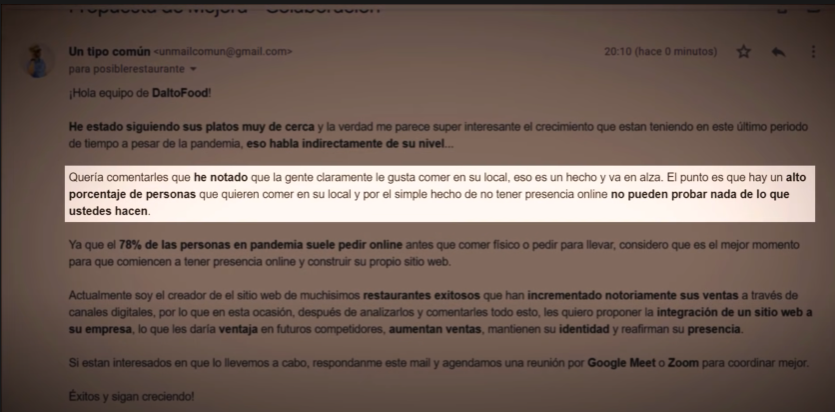 Propuesta de Mejora - Colaboración
Un tipo común <unmailcomun@gmail.com>
20:10 (hace 0 minutos)
para posiblerestaurante
¡Hola equipo de DaltoFood!
He estado siguiendo sus platos muy de cerca y la verdad me parece super interesante el crecimiento que estan teniendo en este último periodo
de tiempo a pesar de la pandemia, eso habla indirectamente de su nivel...
Quería comentarles que he notado que la gente claramente le gusta comer en su local, eso es un hecho y va en alza. El punto es que hay un alto
porcentaje de personas que quieren comer en su local y por el simple hecho de no tener presencia online no pueden probar nada de lo que
ustedes hacen.
Ya que el 78% de las personas en pandemia suele pedir online antes que comer físico o pedir para llevar, considero que es el mejor momento
para que comiencen a tener presencia online y construir su propio sitio web.
Actualmente soy el creador de el sitio web de muchisimos restaurantes exitosos que han incrementado notoriamente sus ventas a través de
canales digitales, por lo que en esta ocasión, después de analizarlos y comentarles todo esto, les quiero proponer la integración de un sitio web a
su empresa, lo que les daría ventaja en futuros competidores, aumentan ventas, mantienen su identidad y reafirman su presencia.
Si estan interesados en que lo llevemos a cabo, respondanme este mail y agendamos una reunión por Google Meet o Zoom para coordinar mejor.
Éxitos y sigan creciendo!